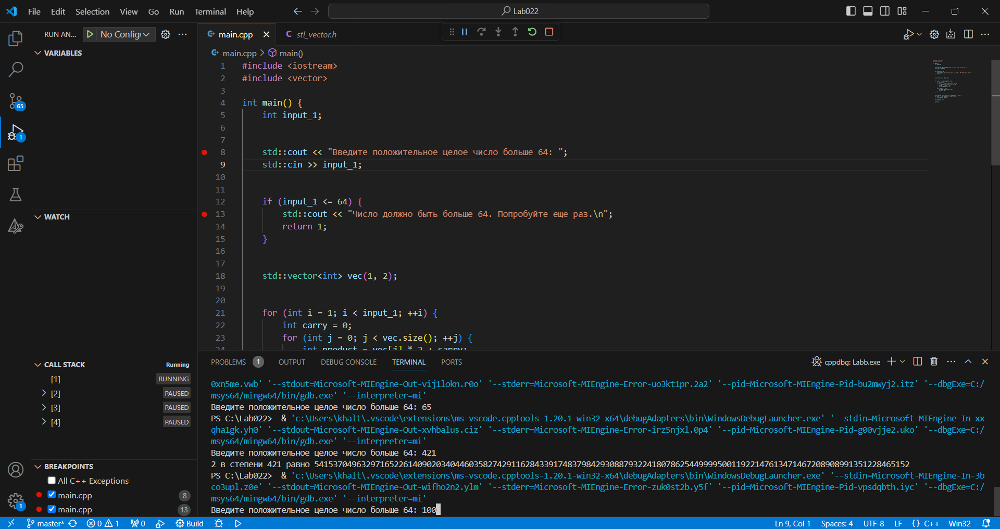 File Edit Selection View Go Run Terminal Help
Lab022
RUN AN...
No Configu
main.cpp
stl_vector.h
main.cpp > main()
VARIABLES
WATCH
CALL STACK
Running
[1] RUNNING
[2] PAUSED
[3] PAUSED
[4] PAUSED
BREAKPOINTS
All C++ Exceptions
main.cpp 8
main.cpp 13
65
1
1
1 #include <iostream>
2 #include <vector>
3
4 int main() {
5 int input_1;
6
7
8 std::cout << "Введите положительное целое число больше 64: ";
9 std::cin >> input_1;
10
11
12 if (input_1 <= 64) {
13 std::cout << "Число должно быть больше 64. Попробуйте еще раз.\n";
14 return 1;
15 }
16
17
18 std::vector<int> vec(1, 2);
19
20
21 for (int i = 1; i < input_1; ++i) {
22 int carry = 0;
23 for (int j = 0; j < vec.size(); ++j) {
24 int product = vec[j] * 2 + carry;
PROBLEMS 1 OUTPUT DEBUG CONSOLE TERMINAL PORTS
cppdbg: Labb.exe
0xn5me.vwb' '--stdout=Microsoft-MIEngine-Out-vij1lokn.r0o' '--stderr=Microsoft-MIEngine-Error-uo3kt1pr.2a2' '--pid=Microsoft-MIEngine-Pid-bu2mwyj2.itz' '--dbgExe=C:/
msys64/mingw64/bin/gdb.exe' '--interpreter=mi'
Введите положительное целое число больше 64: 65
PS C:\Lab022> & 'c:\Users\khalt\.vscode\extensions\ms-vscode.cpptools-1.20.1-win32-x64\debugAdapters\bin\WindowsDebugLauncher.exe' '--stdin=Microsoft-MIEngine-In-xx
qha1gk.yh0' '--stdout=Microsoft-MIEngine-Out-xvhbalus.ciz' '--stderr=Microsoft-MIEngine-Error-irz5njxl.0p4' '--pid=Microsoft-MIEngine-Pid-g00vjje2.uko' '--dbgExe=C:/
msys64/mingw64/bin/gdb.exe' '--interpreter=mi'
Введите положительное целое число больше 64: 421
2 в степени 421 равно 5415370496329716522614090203404460358274291162843391748379842930887932241807862544999950011922147613471467208908991351228465152
PS C:\Lab022> & 'c:\Users\khalt\.vscode\extensions\ms-vscode.cpptools-1.20.1-win32-x64\debugAdapters\bin\WindowsDebugLauncher.exe' '--stdin=Microsoft-MIEngine-In-3b
co3upl.z0e' '--stdout=Microsoft-MIEngine-Out-wifho2n2.ylm' '--stderr=Microsoft-MIEngine-Error-zuk0st2b.y5f' '--pid=Microsoft-MIEngine-Pid-vpsdqbth.iyc' '--dbgExe=C:/
msys64/mingw64/bin/gdb.exe' '--interpreter=mi'
Введите положительное целое число больше 64: 100
master* 0 1 0 Build
Ln 9, Col 1 Spaces: 4 UTF-8 LF {} C++ Win32